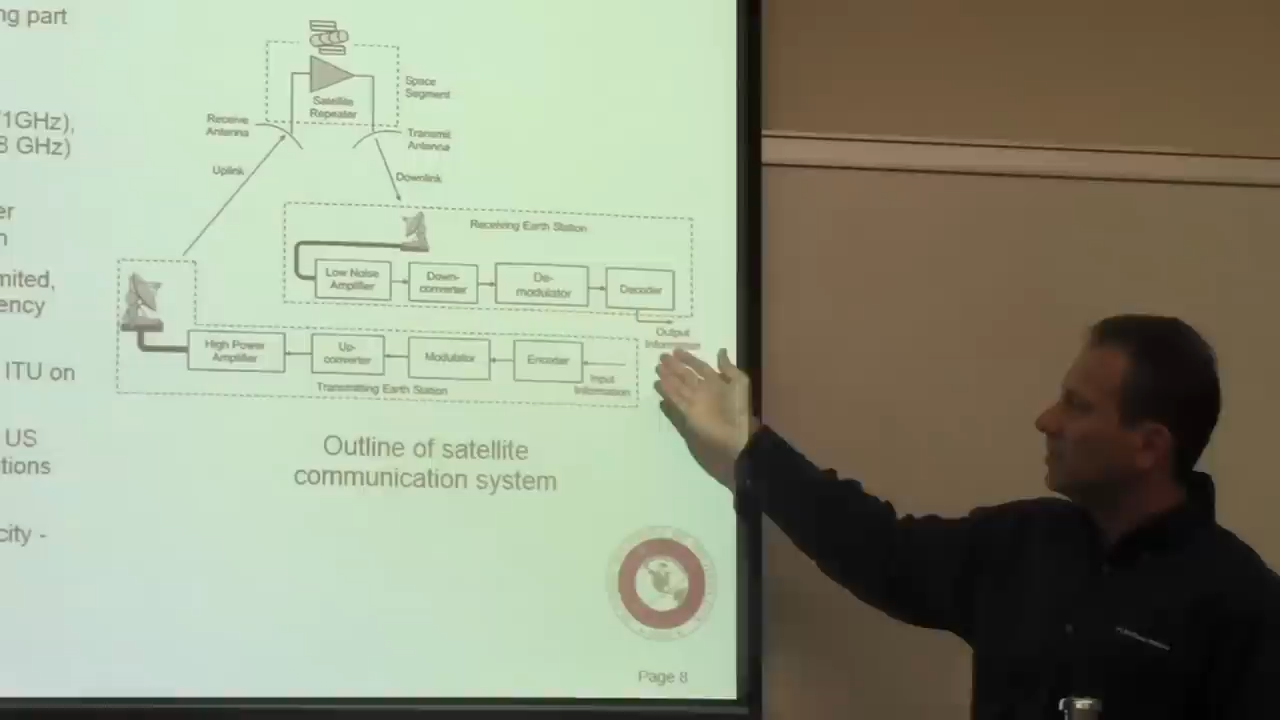 ng part
1GHz),
8 GHz)
er
n
mited,
ency
ITU on
US
tions
city -
Space
Segment
Satellite
Repeater
Receive
Antenna
Transmit
Antenna
Uplink
Downlink
Receiving Earth Station
Low Noise
Amplifier
Down-
converter
De-
modulator
Decoder
Output
Information
High Power
Amplifier
Up-
converter
Modulator
Encoder
Input
Information
Transmitting Earth Station
Outline of satellite
communication system
Page 8